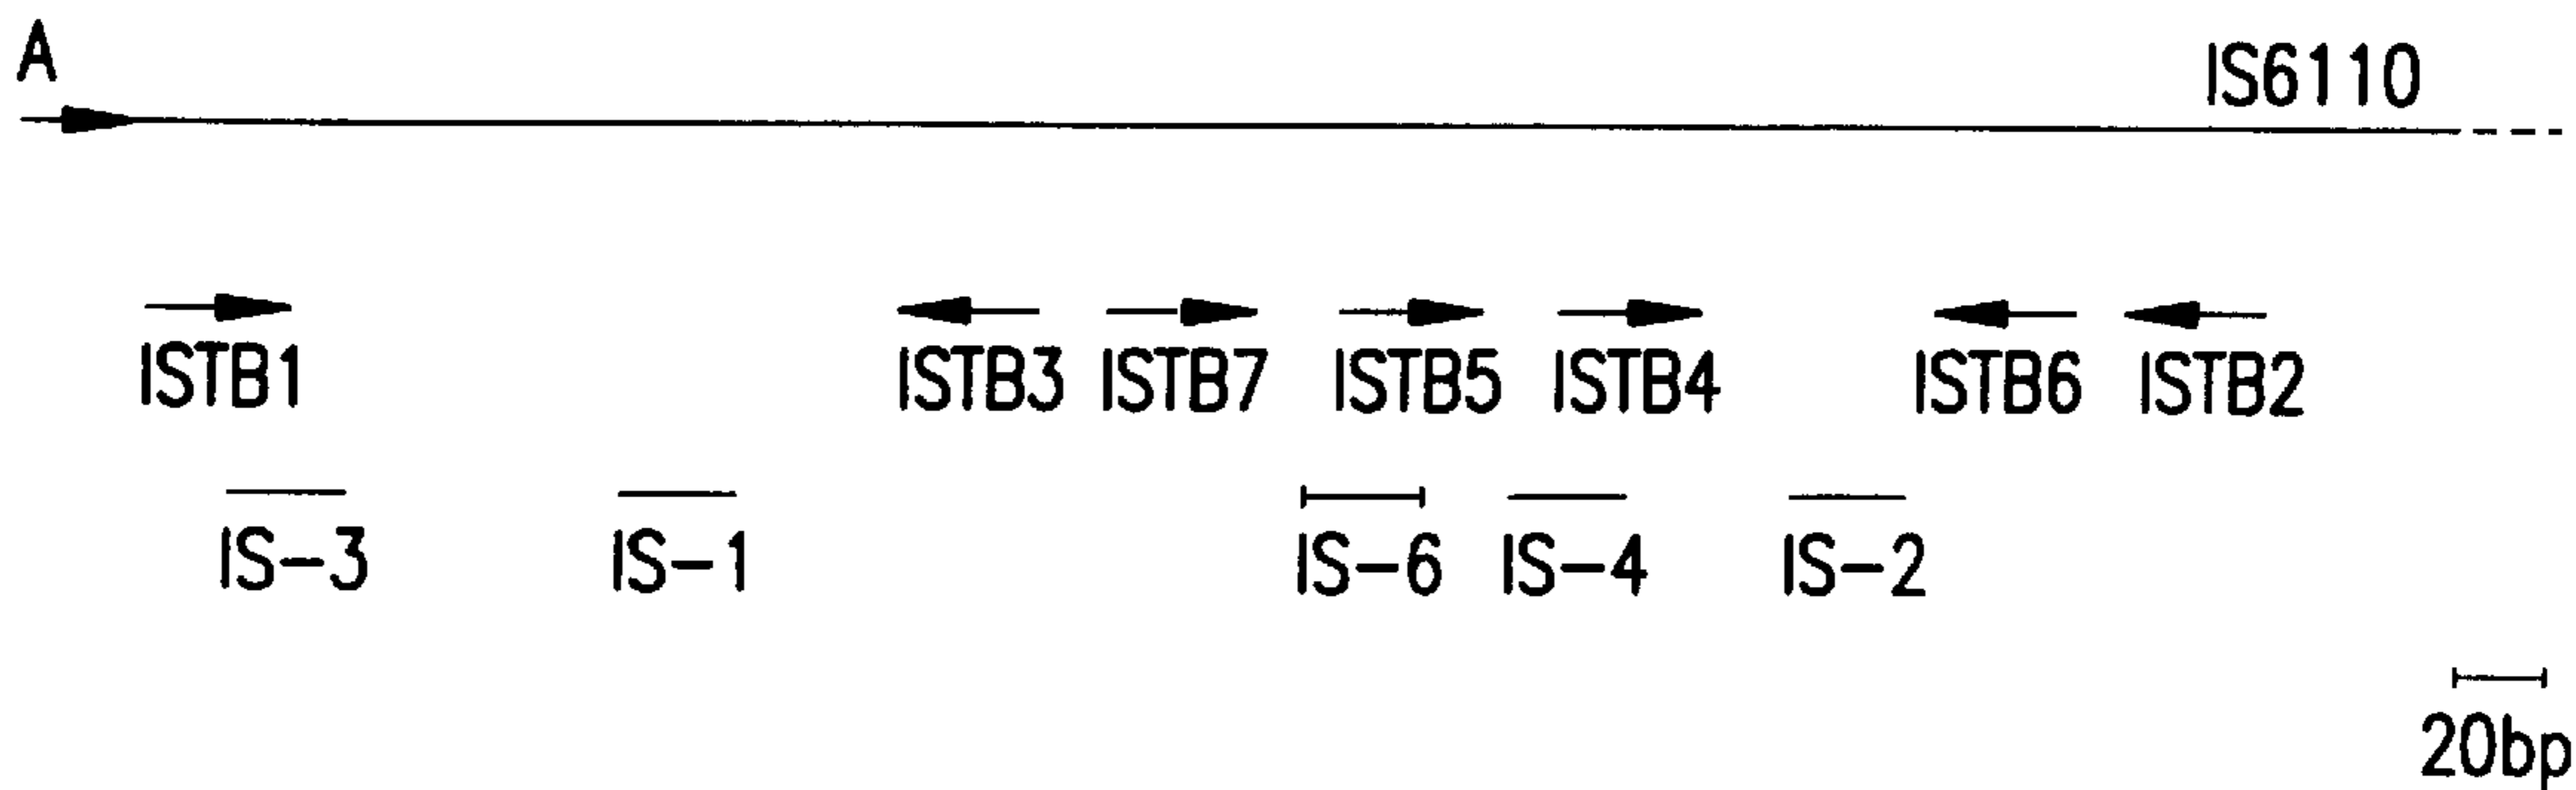 A
IS6110
ISTB1 ISTB3 ISTB7 ISTB5 ISTB4 ISTB6 ISTB2
IS-3 IS-1 IS-6 IS-4 IS-2
20bp